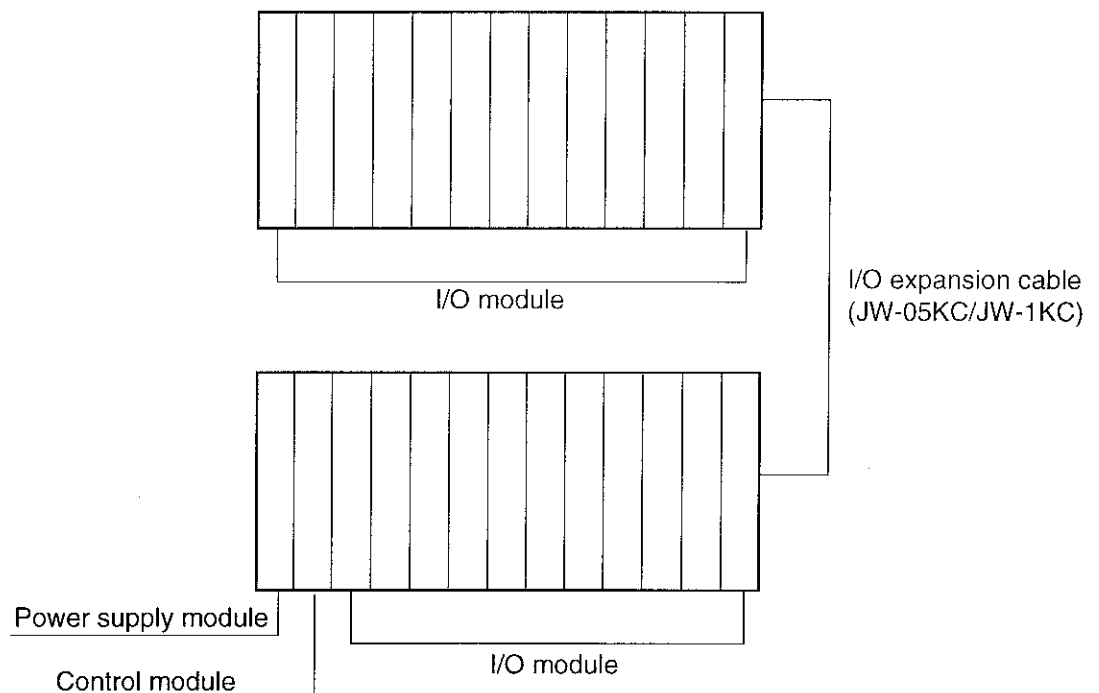 I/O module
I/O expansion cable
(JW-05KC/JW-1KC)
Power supply module
I/O module
Control module